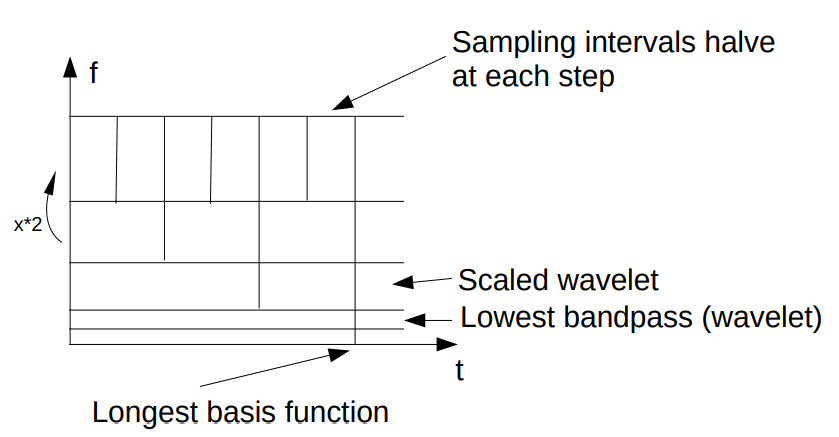 Sampling intervals halve
at each step
f
x*2
Scaled wavelet
Lowest bandpass (wavelet)
t
Longest basis function